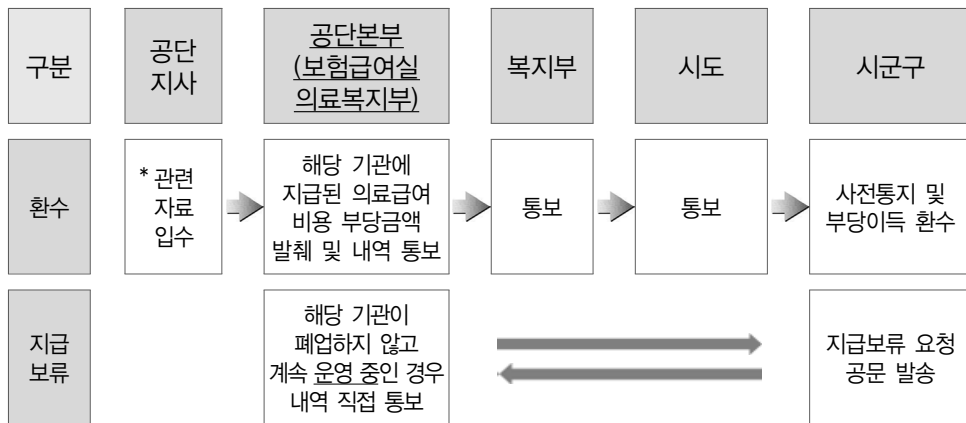 구분
공단
지사
공단본부
(보험급여실
의료복지부)
복지부
시도
시군구
환수
* 관련
자료
입수
해당 기관에
지급된 의료급여
비용 부당금액
발췌 및 내역 통보
통보
통보
사전통지 및
부당이득 환수
지급
보류
해당 기관이
폐업하지 않고
계속 운영 중인 경우
내역 직접 통보
지급보류 요청
공문 발송